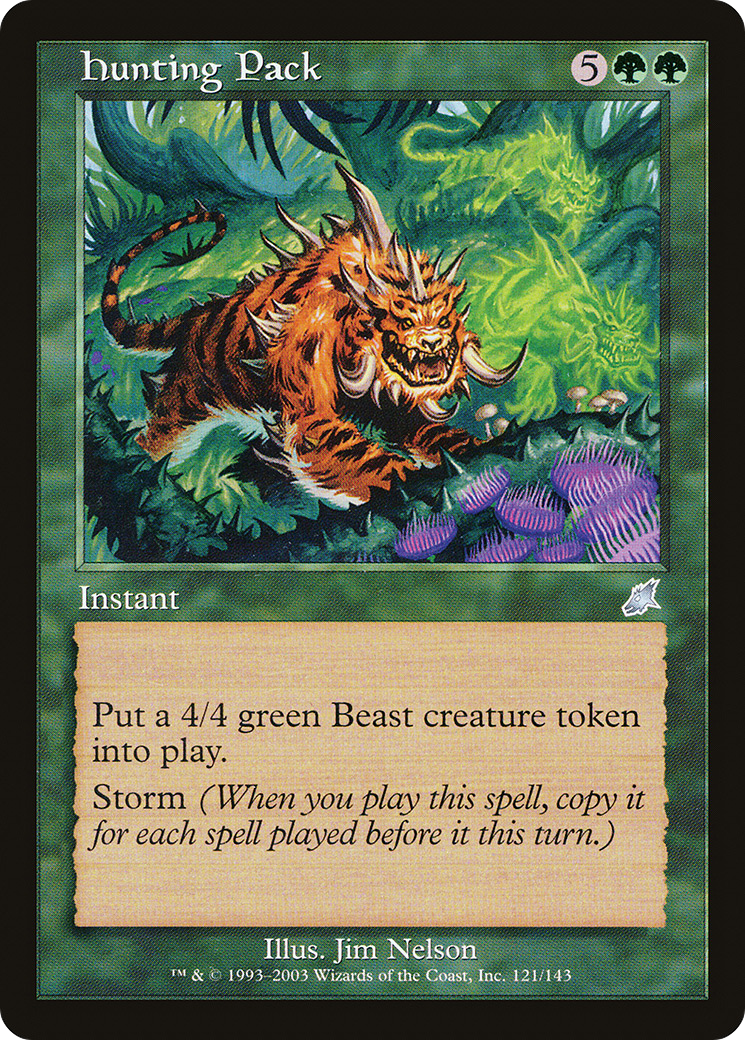 Hunting Pack
5
Instant
Put a 4/4 green Beast creature token
into play.
Storm (When you play this spell, copy it
for each spell played before it this turn.)
Illus. Jim Nelson
™ & © 1993–2003 Wizards of the Coast, Inc. 121/143